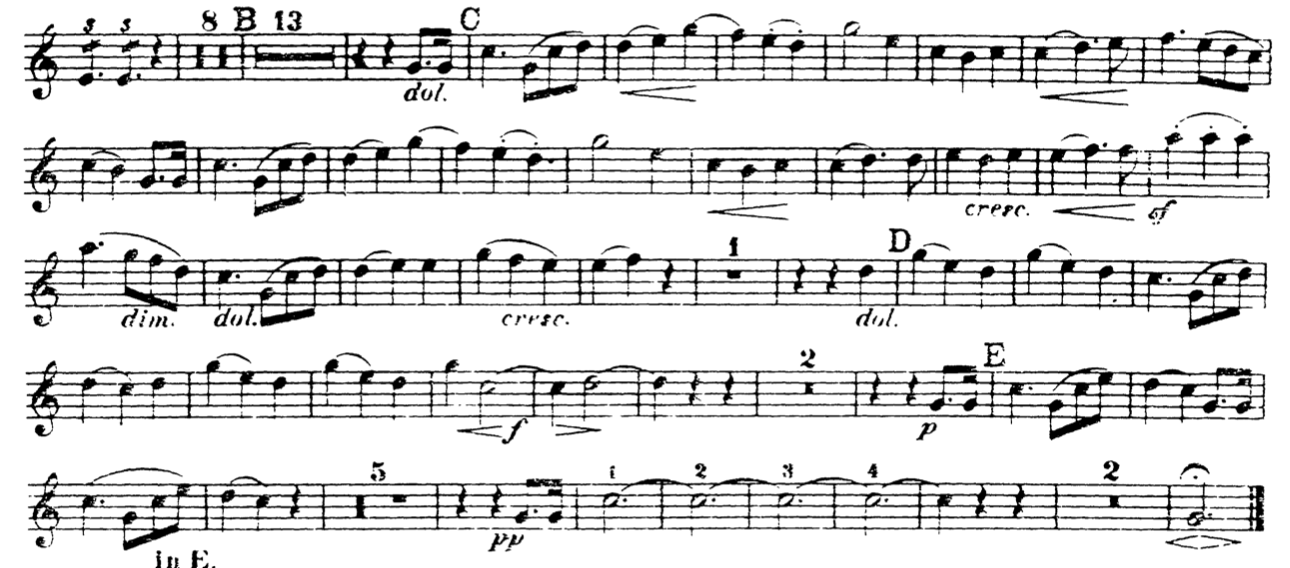 3 3 8 B 13 C
dol.
cresc. sf
1 D
dim. dol. cresc. dol.
2 E
f p
5 1 2 3 4 2
pp
in E.